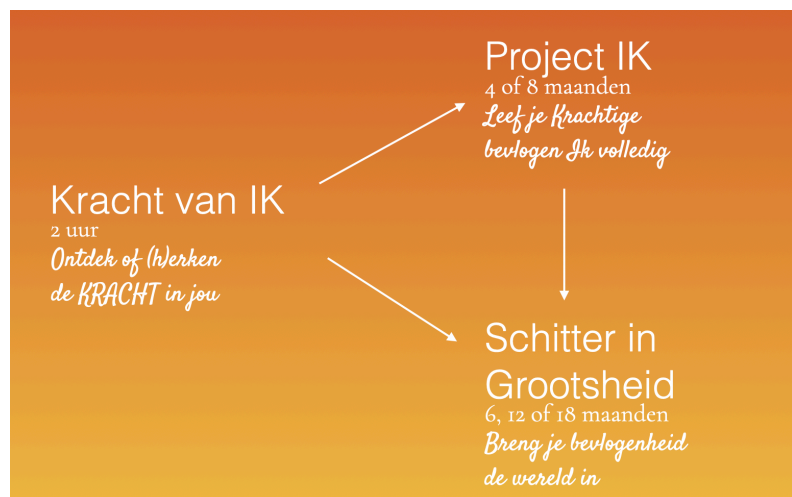 Kracht van IK
2 uur
Ontdek of (h)erken
de KRACHT in jou
Project IK
4 of 8 maanden
Leef je Krachtige
bevlogen Ik volledig
Schitter in
Grootsheid
6, 12 of 18 maanden
Breng je bevlogenheid
de wereld in